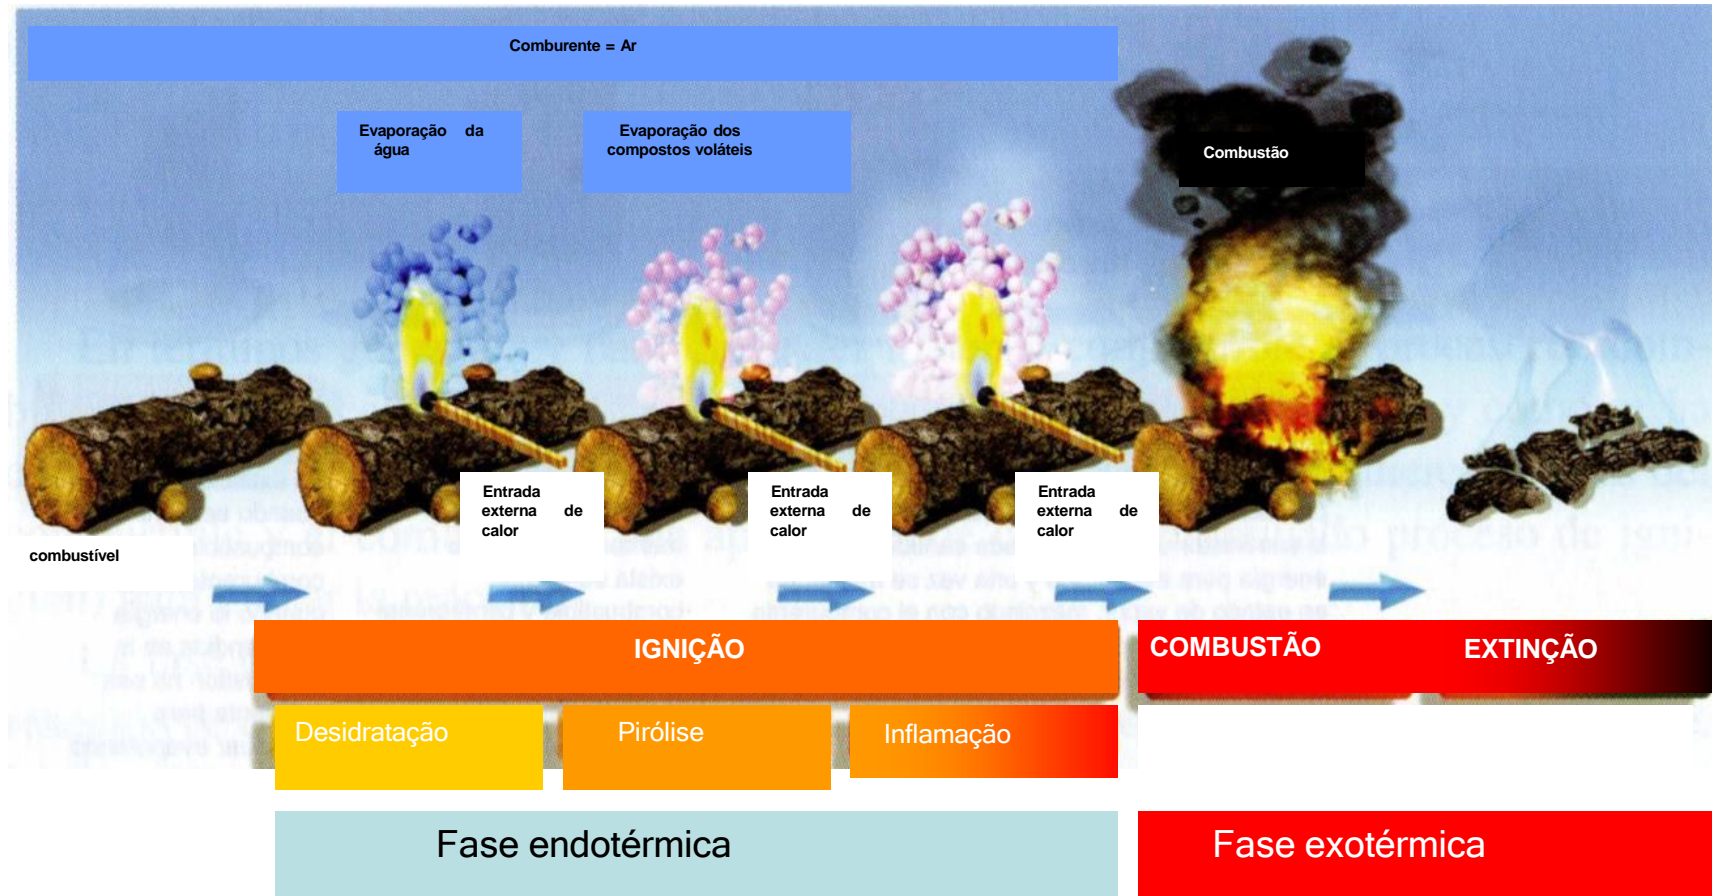 Comburente = Ar
Evaporação da
água
Evaporação dos
compostos voláteis
Combustão
Entrada
externa de
calor
Entrada
externa de
calor
Entrada
externa de
calor
combustível
IGNIÇÃO
COMBUSTÃO
EXTINÇÃO
Desidratação
Pirólise
Inflamação
Fase endotérmica
Fase exotérmica